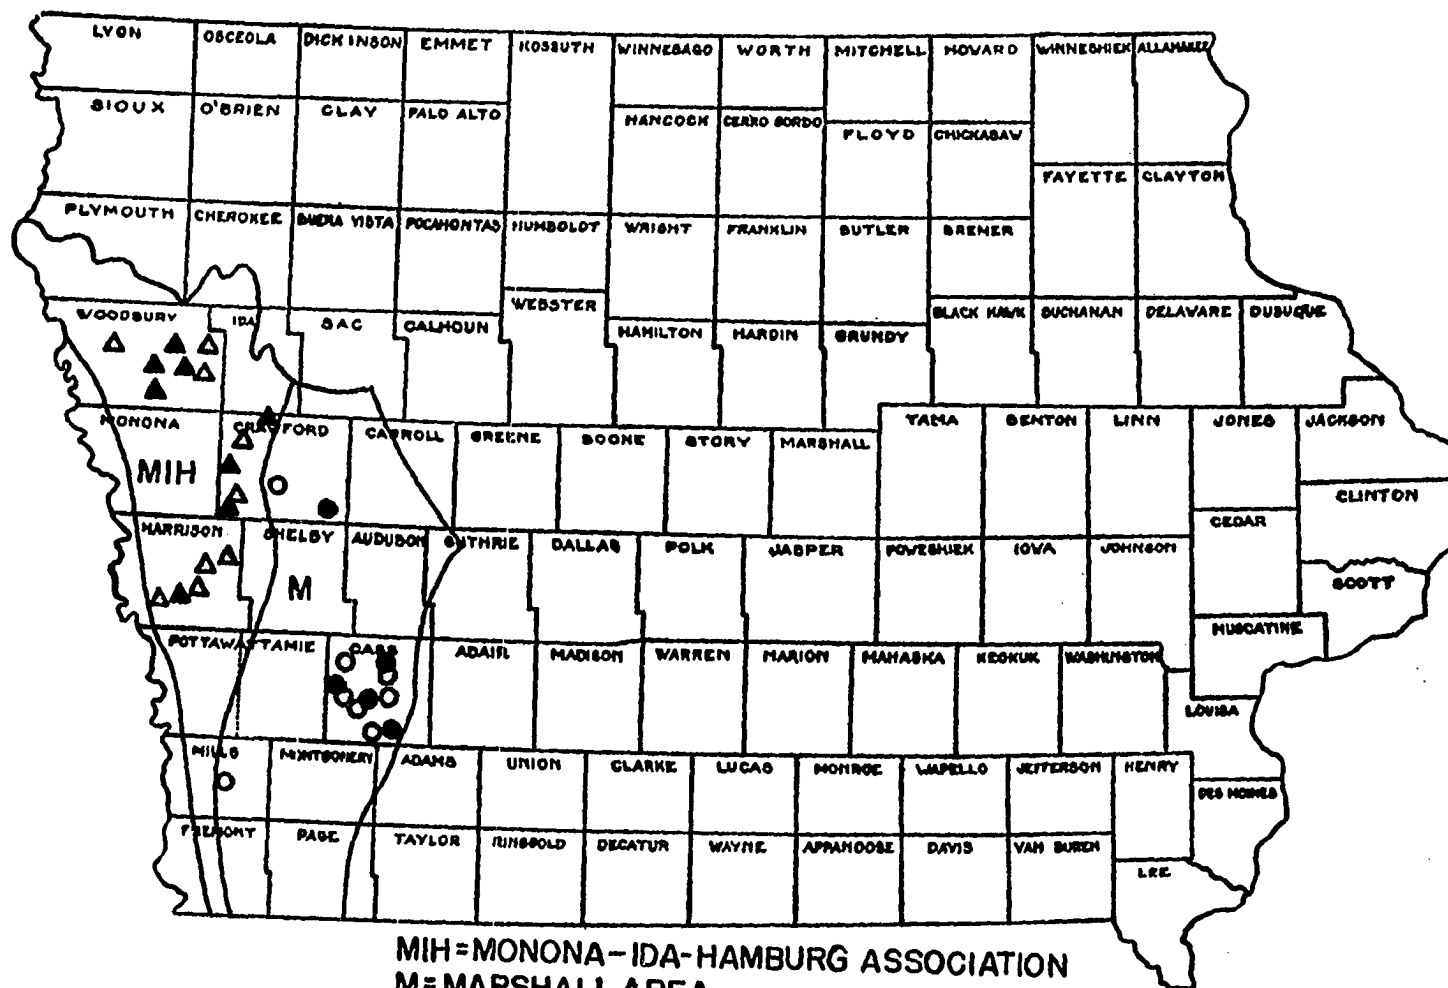 LYON OSCEOLA DICKINSON EMMET KOSSUTH WINNEBAGO WORTH MITCHELL HOWARD WINNESHIEK ALLAMAKEE
SIOUX O'BRIEN CLAY PALO ALTO HANCOCK CERRO GORDO FLOYD CHICKASAW
FAYETTE CLAYTON
PLYMOUTH CHEROKEE BUENA VISTA POCAHONTAS HUMBOLDT WRIGHT FRANKLIN BUTLER BREMER
WOODBURY IDA SAC CALHOUN WEBSTER HAMILTON HARDIN GRUNDY BLACK HAWK BUCHANAN DELAWARE DUBUQUE
MONONA CRAWFORD CARROLL GREENE BOONE STORY MARSHALL TAMA BENTON LINN JONES JACKSON
MIH
CLINTON
HARRISON SHELBY AUDUBON GUTHRIE DALLAS POLK JASPER POWESHIEK IOWA JOHNSON CEDAR
SCOTT
M
MUSCATINE
POTTAWATTAMIE CASS ADAIR MADISON WARREN MARION MAHASKA KEOKUK WASHINGTON
LOUISA
MILLS MONTGOMERY ADAMS UNION CLARKE LUCAS MONROE WAPELLO JEFFERSON HENRY
DES MOINES
FREMONT PAGE TAYLOR RINGGOLD DECATUR WAYNE APPANOOSE DAVIS VAN BUREN
LEE
MIH=MONONA-IDA-HAMBURG ASSOCIATION
M=MARSHALL AREA